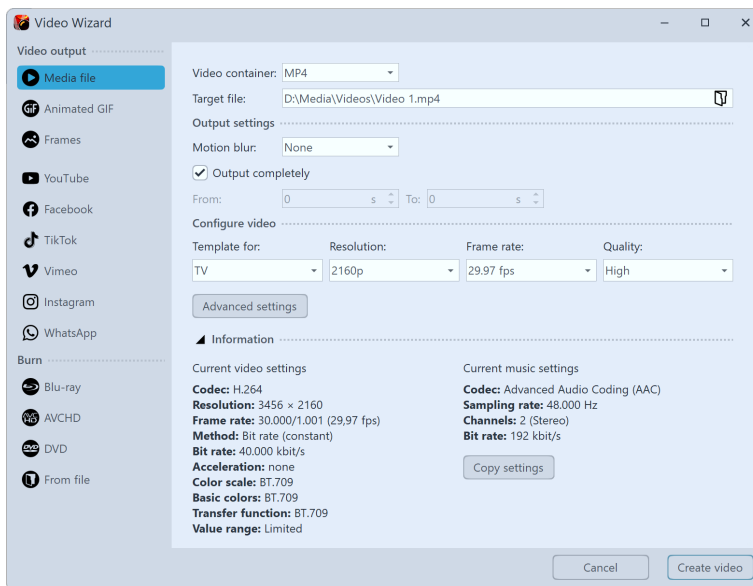 Video Wizard
Video output
Media file
GiF Animated GIF
Frames
YouTube
Facebook
TikTok
Vimeo
Instagram
WhatsApp
Burn
Blu-ray
AVC HD AVCHD
DVD DVD
From file
Video container: MP4
Target file: D:\Media\Videos\Video 1.mp4
Output settings
Motion blur: None
Output completely
From: 0 s To: 0 s
Configure video
Template for: Resolution: Frame rate: Quality:
TV 2160p 29.97 fps High
Advanced settings
Information
Current video settings
Codec: H.264
Resolution: 3456 × 2160
Frame rate: 30.000/1.001 (29,97 fps)
Method: Bit rate (constant)
Bit rate: 40.000 kbit/s
Acceleration: none
Color scale: BT.709
Basic colors: BT.709
Transfer function: BT.709
Value range: Limited
Current music settings
Codec: Advanced Audio Coding (AAC)
Sampling rate: 48.000 Hz
Channels: 2 (Stereo)
Bit rate: 192 kbit/s
Copy settings
Cancel
Create video